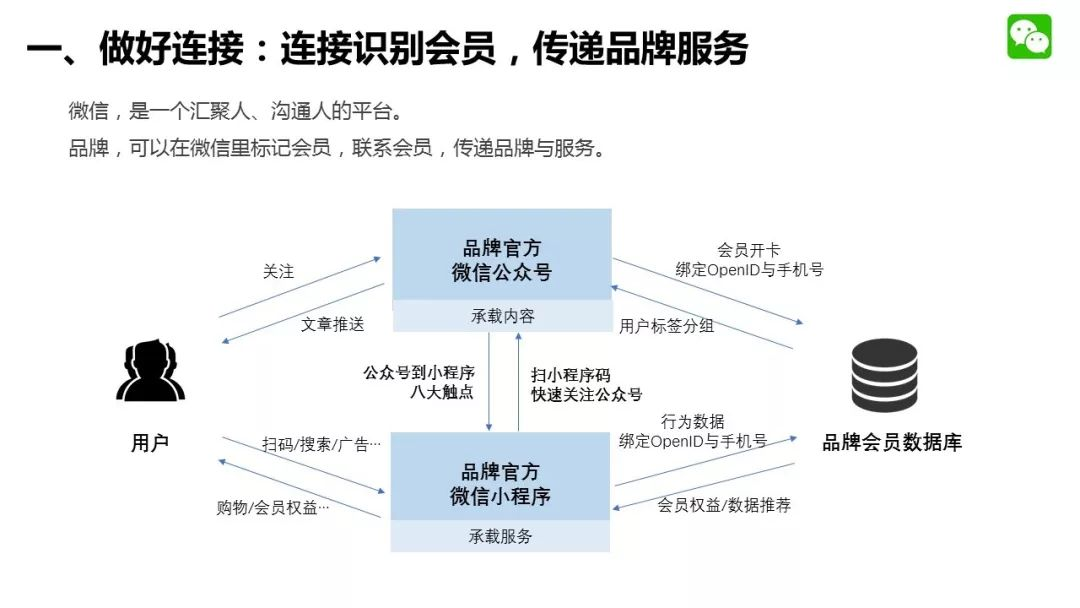 一、做好连接：连接识别会员，传递品牌服务
微信，是一个汇聚人、沟通人的平台。
品牌，可以在微信里标记会员，联系会员，传递品牌与服务。
品牌官方
微信公众号
承载内容
关注
文章推送
会员开卡
绑定OpenID与手机号
用户标签分组
公众号到小程序
八大触点
扫小程序码
快速关注公众号
用户
品牌会员数据库
扫码/搜索/广告…
购物/会员权益…
品牌官方
微信小程序
承载服务
行为数据
绑定OpenID与手机号
会员权益/数据推荐